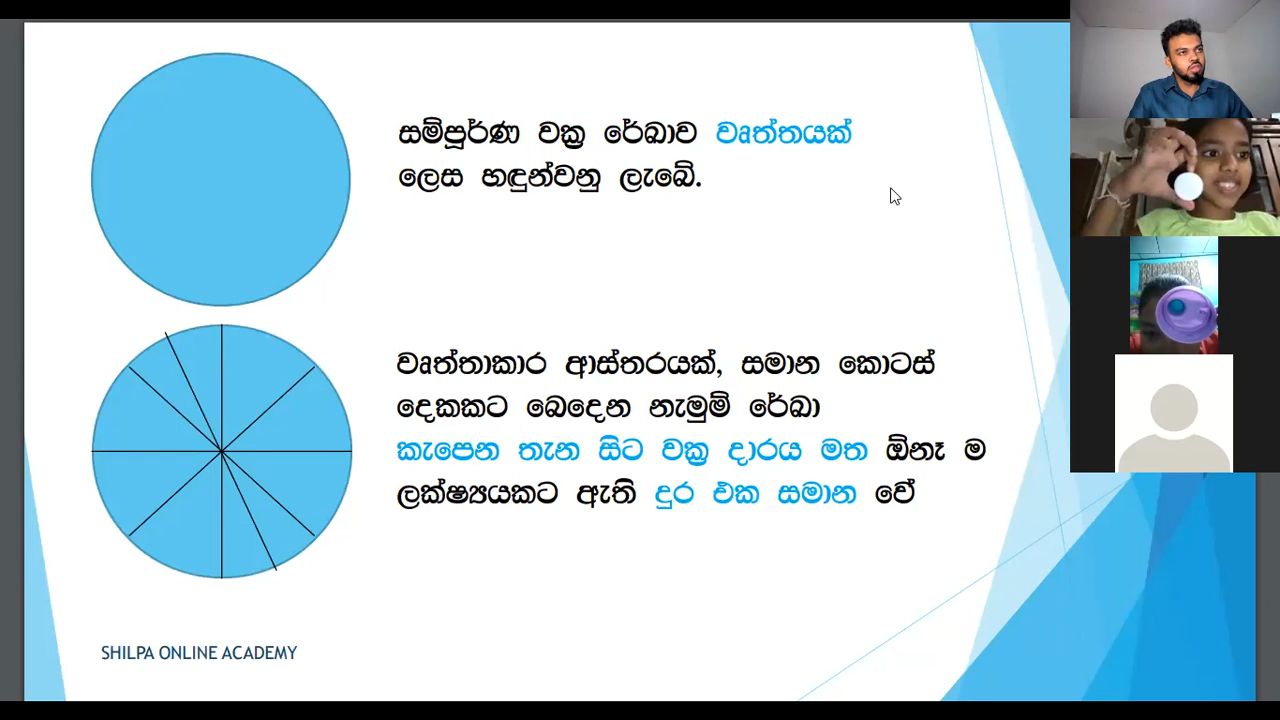 සම්පූර්ණ වක්‍ර රේඛාව වෘත්තයක්
ලෙස හඳුන්වනු ලැබේ.
වෘත්තාකාර ආස්තරයක්, සමාන කොටස්
දෙකකට බෙදෙන නැමුම් රේඛා
කැපෙන තැන සිට වක්‍ර දාරය මත ඕනෑ ම
ලක්ෂ්‍යයකට ඇති දුර එක සමාන වේ
SHILPA ONLINE ACADEMY